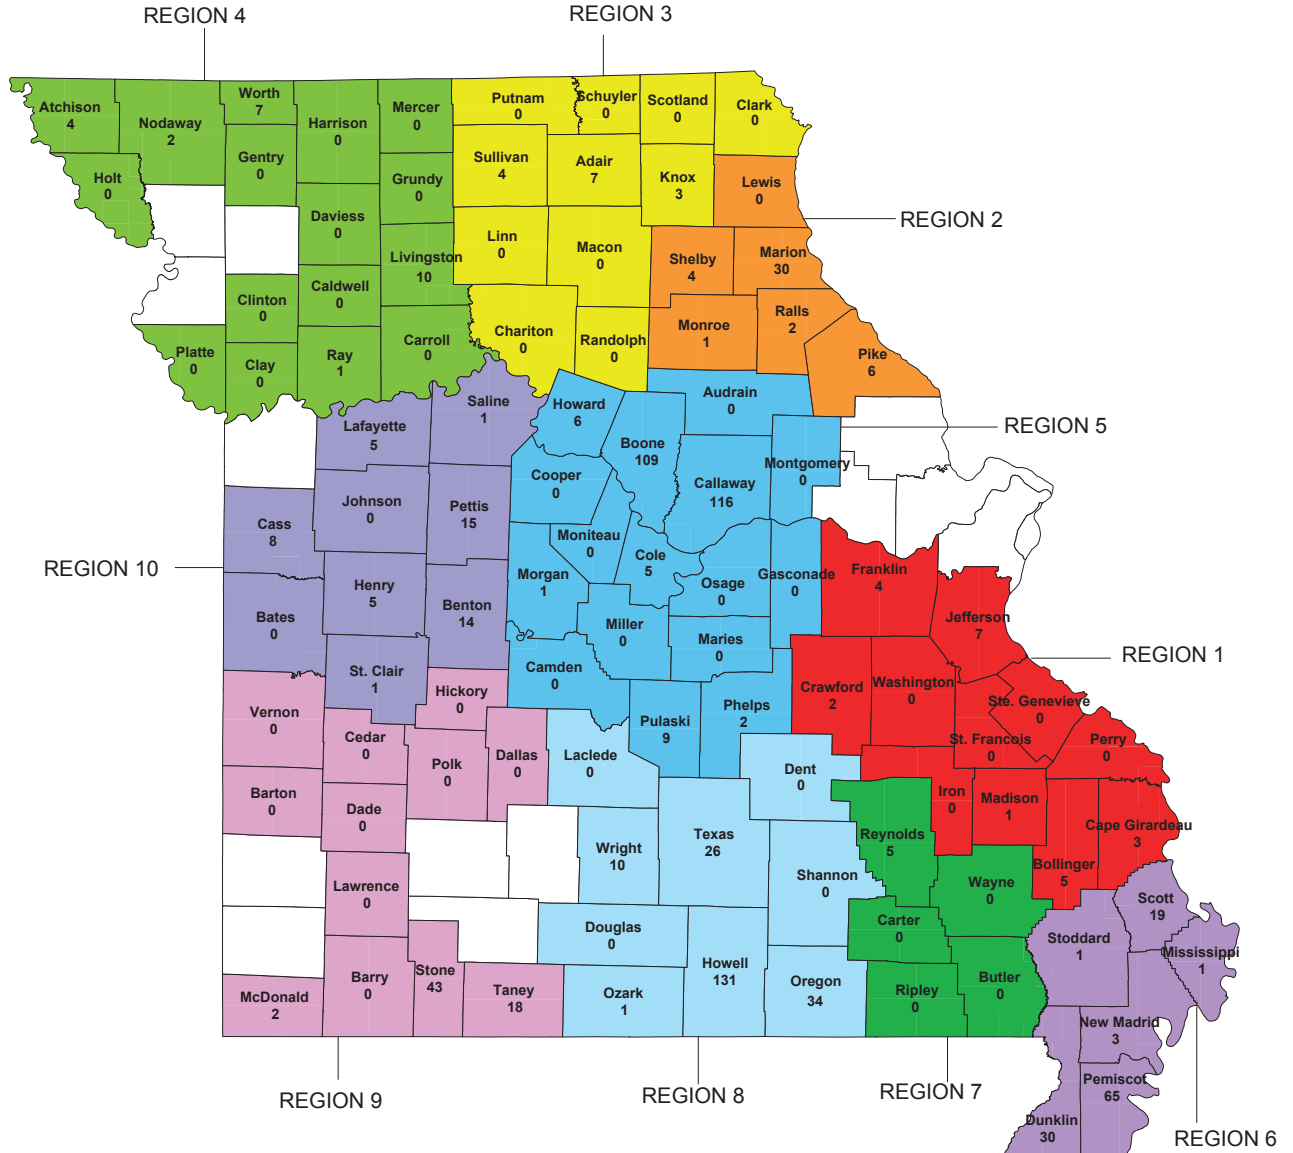 REGION 4
REGION 3
Atchison
4
Nodaway
2
Worth
7
Harrison
0
Mercer
0
Putnam
0
Schuyler
0
Scotland
0
Clark
0
Holt
0
Gentry
0
Grundy
0
Sullivan
4
Adair
7
Knox
3
Lewis
0
REGION 2
Daviess
0
Livingston
10
Linn
0
Macon
0
Shelby
4
Marion
30
Clinton
0
Caldwell
0
Chariton
0
Randolph
0
Monroe
1
Ralls
2
Pike
6
Platte
0
Clay
0
Ray
1
Carroll
0
Saline
1
Lafayette
5
Howard
6
Audrain
0
REGION 5
Boone
109
Callaway
116
Montgomery
0
Cooper
0
Johnson
0
Pettis
15
Cass
8
Moniteau
0
Cole
5
REGION 10
Morgan
1
Osage
0
Gasconade
0
Franklin
4
Henry
5
Benton
14
Bates
0
Miller
0
Maries
0
Jefferson
7
REGION 1
St. Clair
1
Camden
0
Hickory
0
Crawford
2
Washington
0
Ste. Genevieve
0
Vernon
0
Pulaski
9
Phelps
2
St. Francois
0
Perry
0
Cedar
0
Polk
0
Dallas
0
Laclede
0
Dent
0
Barton
0
Dade
0
Iron
0
Madison
1
Cape Girardeau
3
Wright
10
Texas
26
Reynolds
5
Bollinger
5
Lawrence
0
Shannon
0
Wayne
0
Scott
19
Douglas
0
Carter
0
Stoddard
1
Mississippi
1
McDonald
2
Barry
0
Stone
43
Taney
18
Ozark
1
Howell
131
Oregon
34
Ripley
0
Butler
0
New Madrid
3
Pemiscot
65
Dunklin
30
REGION 9
REGION 8
REGION 7
REGION 6